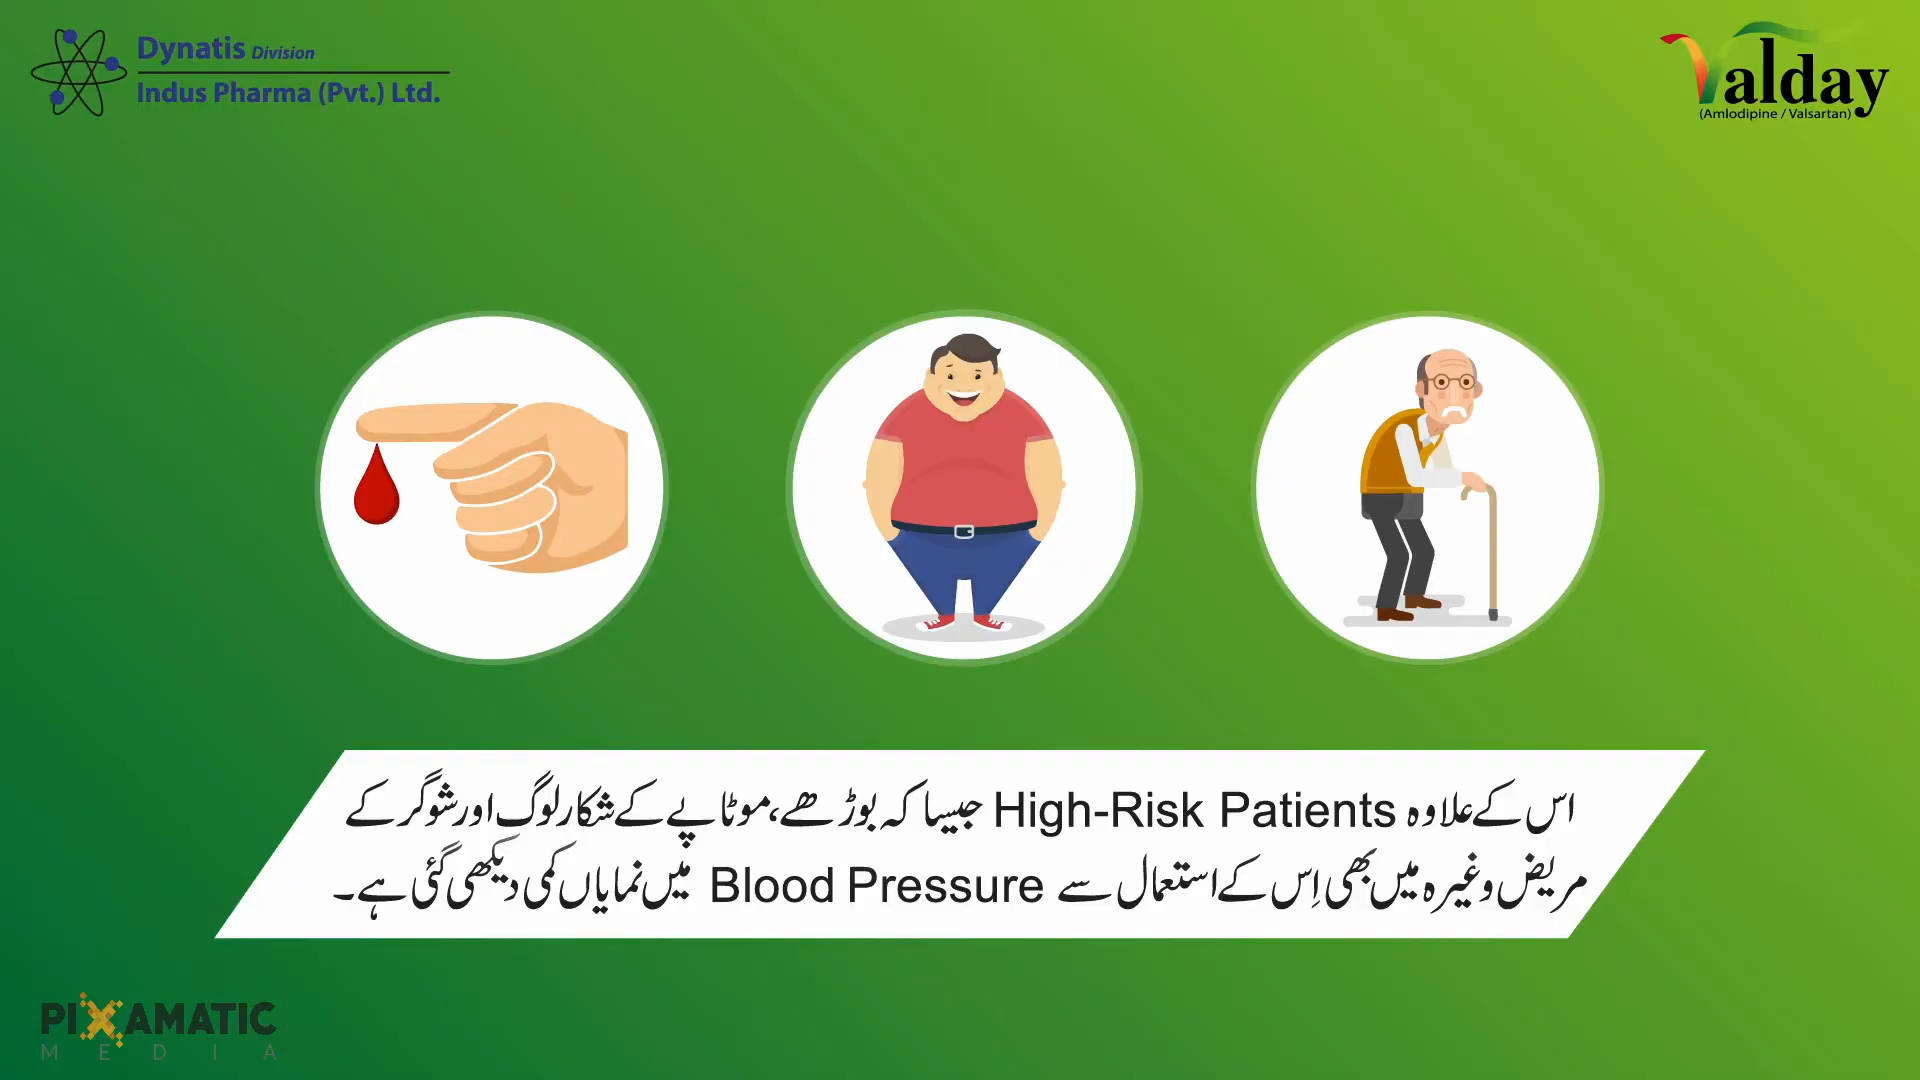 Dynatis Division
Indus Pharma (Pvt.) Ltd.
Valday
(Amlodipine / Valsartan)
اس کے علاوہ High-Risk Patients جیسا کہ بوڑھے، موٹاپے کے شکار لوگ اور شوگر کے
مریض وغیرہ میں بھی اِس کے استعمال سے Blood Pressure میں نمایاں کمی دیکھی گئی ہے۔
PIXAMATIC
MEDIA